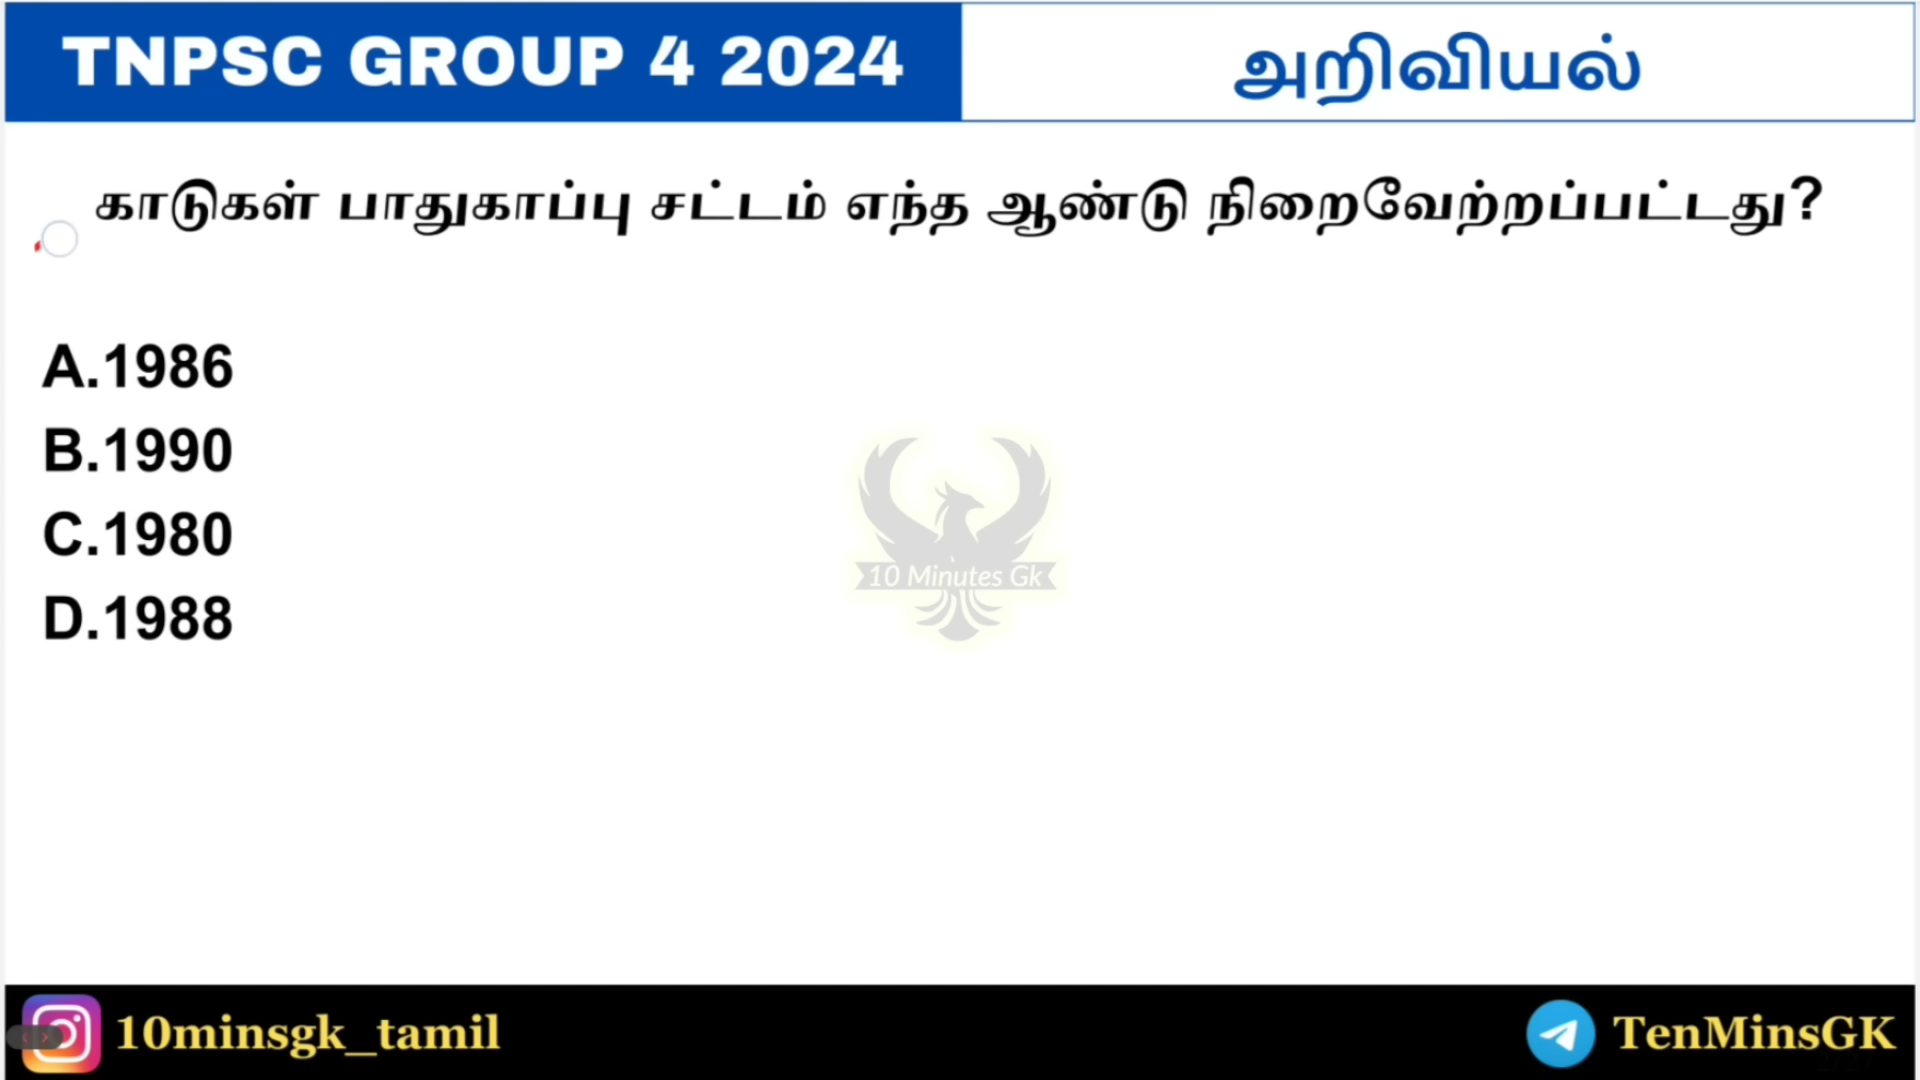 TNPSC GROUP 4 2024
அறிவியல்
காடுகள் பாதுகாப்பு சட்டம் எந்த ஆண்டு நிறைவேற்றப்பட்டது?
A.1986
B.1990
C.1980
D.1988
10 Minutes Gk
10minsgk_tamil
TenMinsGK